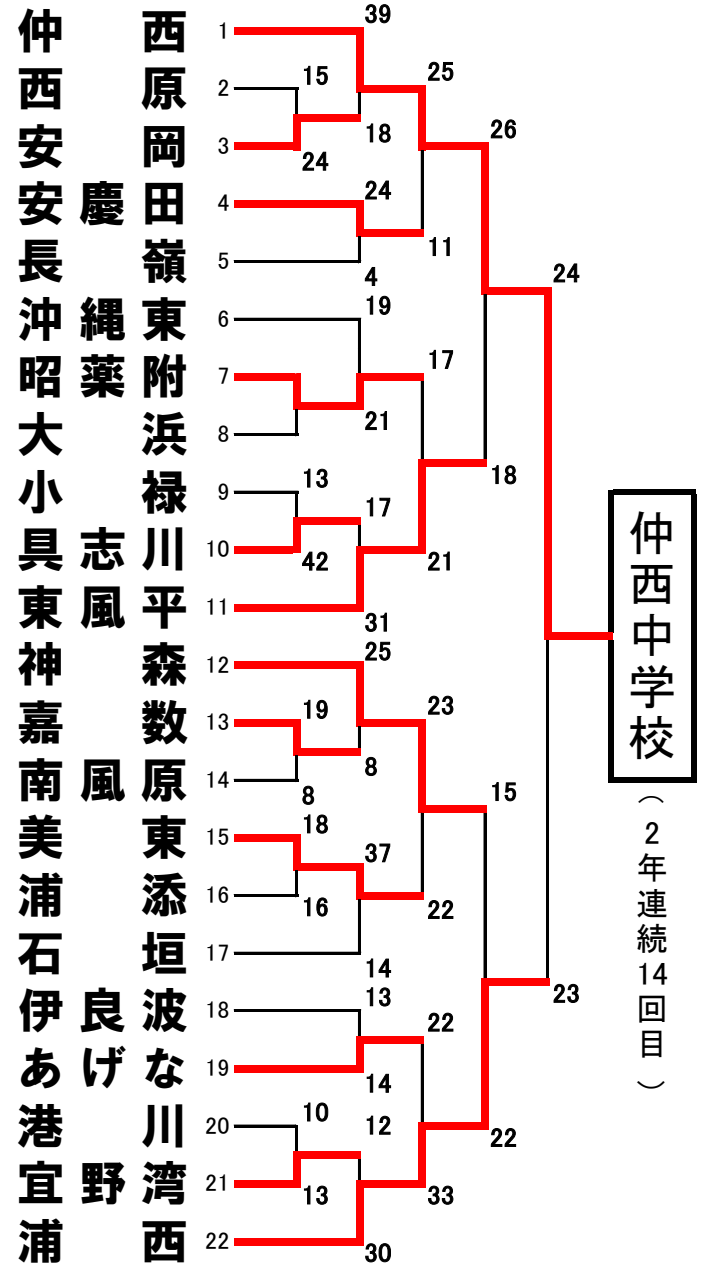 仲西 1 39
西原 2 15
安岡 3 24 18 25
安慶田 4 24
長嶺 5 4 11 26
沖縄東 6 19
昭薬附 7 21 17
大浜 8
小禄 9 13
具志川 10 42 17
東風平 11 31 21 18 24
神森 12 25
嘉数 13 19
南風原 14 8 8 23
美東 15 18
浦添 16 16 37
石垣 17 14 22 15
伊良波 18 13
あげな 19 14 22
港川 20 10
宜野湾 21 13 12
浦西 22 30 33 22 23
仲西中学校
（2年連続14回目）